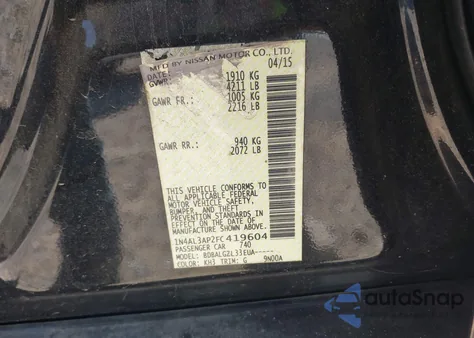 MFD BY NISSAN MOTOR CO., LTD.
DATE: 04/15
GVWR: 1910 KG
4211 LB
GAWR FR.: 1005 KG
2216 LB
GAWR RR.: 940 KG
2072 LB
THIS VEHICLE CONFORMS TO
ALL APPLICABLE FEDERAL
MOTOR VEHICLE SAFETY,
BUMPER, AND THEFT
PREVENTION STANDARDS IN
EFFECT ON THE DATE OF
MANUFACTURE SHOWN ABOVE.
1N4AL3AP2FC419604
PASSENGER CAR 740
MODEL: BDBALGZL33EUA-----
COLOR: KH3 TRIM: G 9N00A
autoSnap